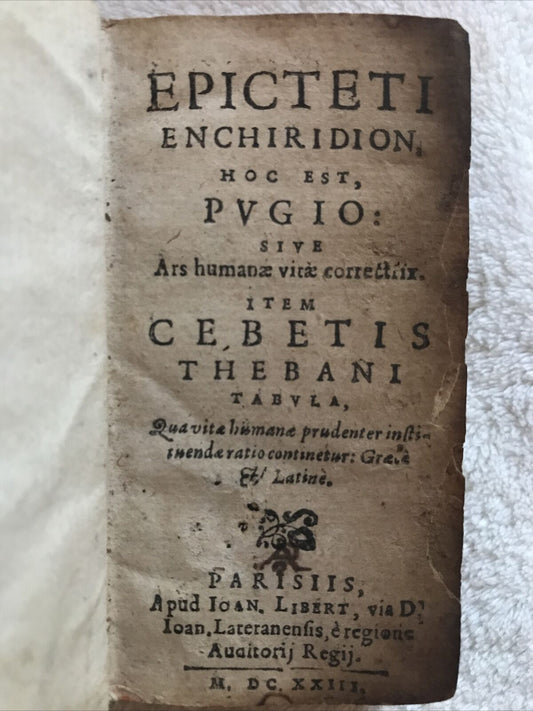 EPICTETI
ENCHIRIDION,
HOC EST,
PVGIO:
SIVE
Ars humanæ vitæ correctrix.
ITEM
CEBETIS
THEBANI
TABVLA,
Qua vitæ humanæ prudenter insti-
tuendæ ratio continetur: Græcè
& Latinè.
PARISIIS,
Apud IOAN. LIBERT, via D.
Ioan. Lateranensis, è regione
Auditorij Regij.
M. DC. XXIII.